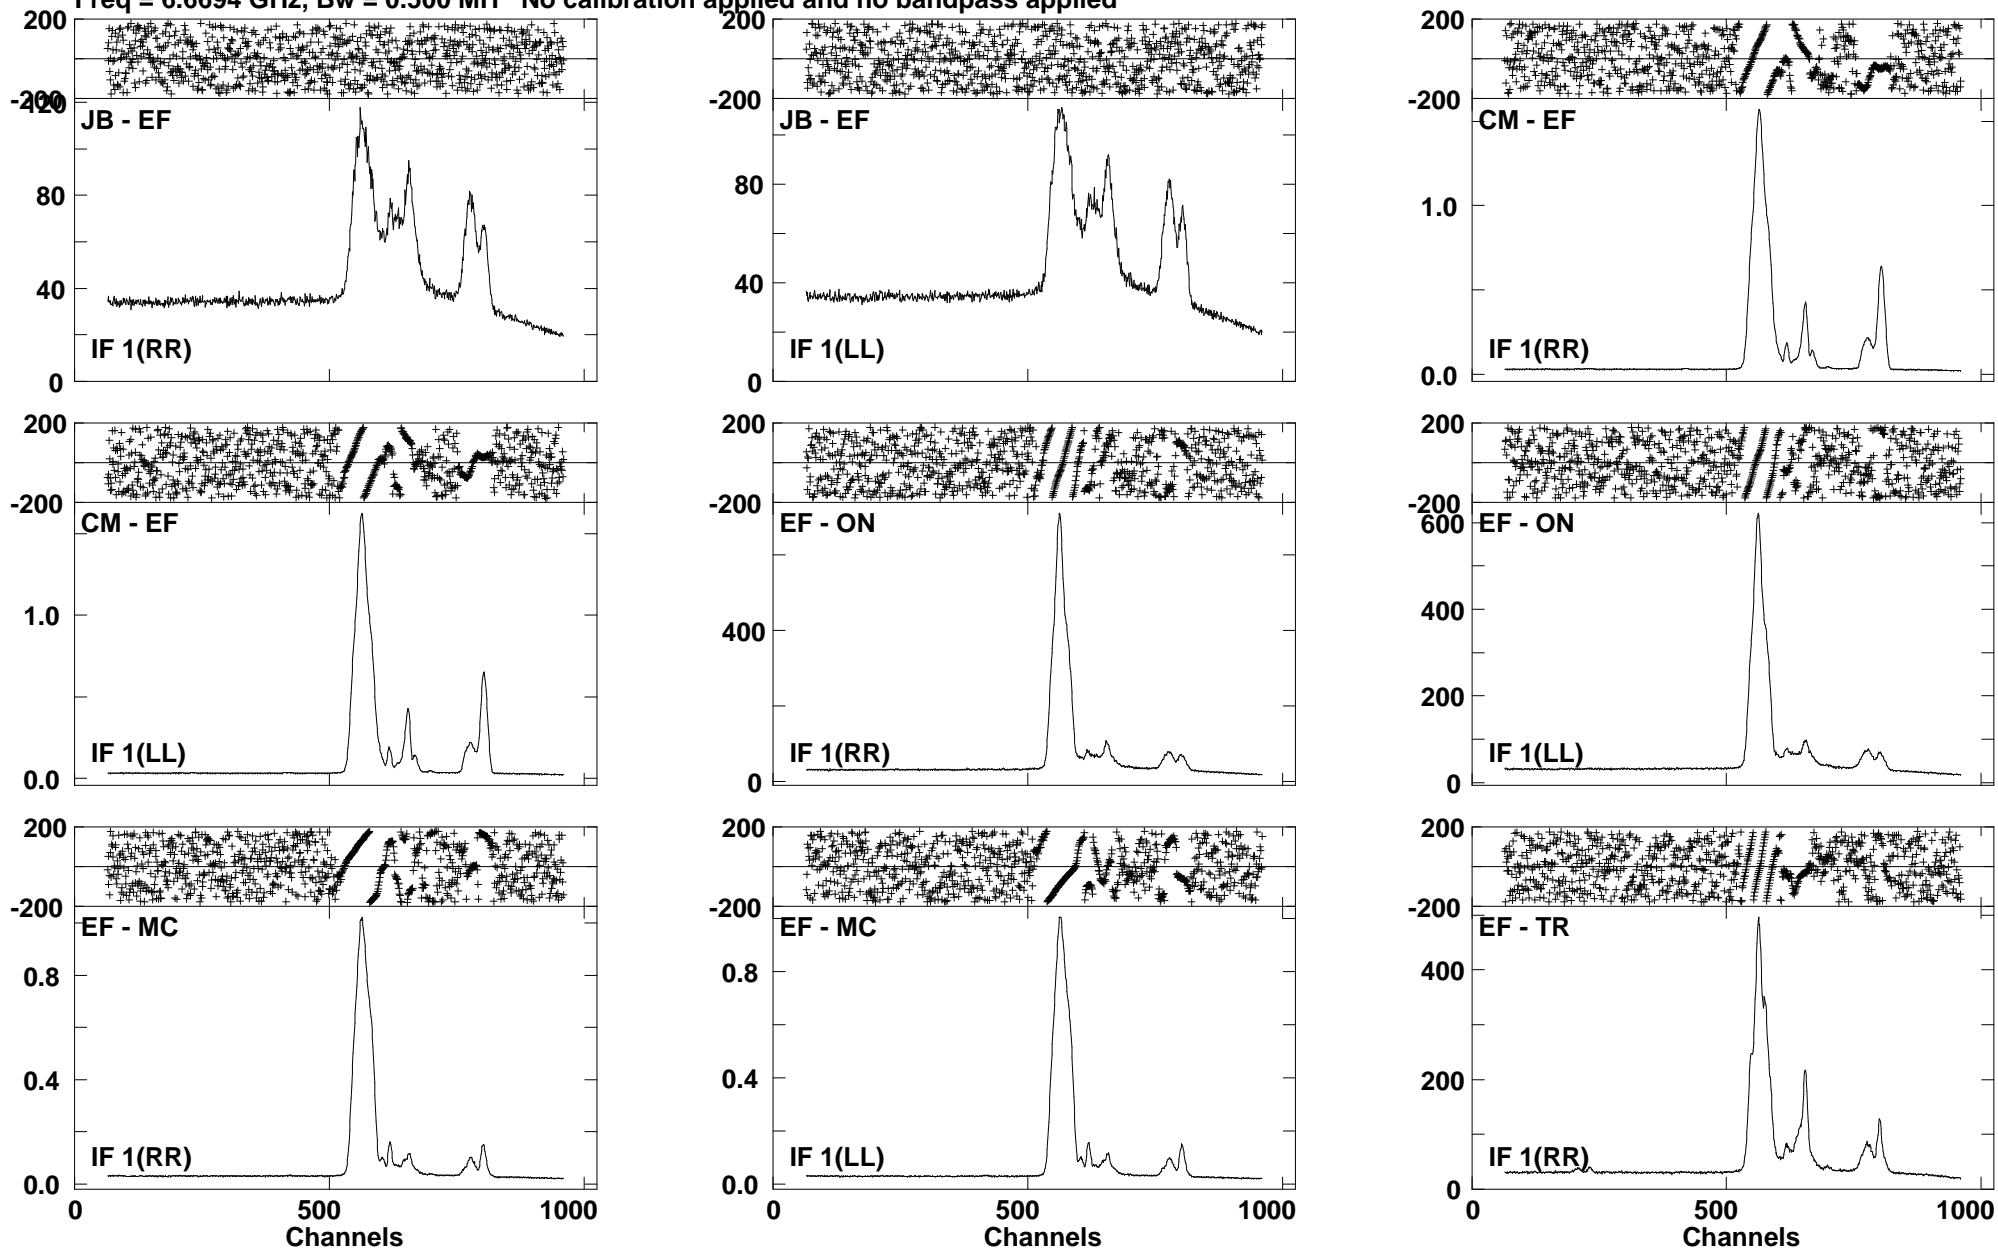 Freq = 6.6694 GHz, Bw = 0.500 MH No calibration applied and no bandpass applied
200 200 200
-200 -200 -200
120
JB - EF JB - EF CM - EF
80 80 1.0
40 40
IF 1(RR) IF 1(LL) IF 1(RR)
0 0 0.0
200 200 200
-200 -200 -200
600
CM - EF EF - ON EF - ON
1.0 400 400
200
IF 1(LL) IF 1(RR) IF 1(LL)
0.0 0 0
200 200 200
-200 -200 -200
EF - MC EF - MC EF - TR
0.8 0.8 400
0.4 0.4 200
IF 1(RR) IF 1(LL) IF 1(RR)
0.0 0.0 0
0 500 1000 0 500 1000 0 500 1000
Channels Channels Channels